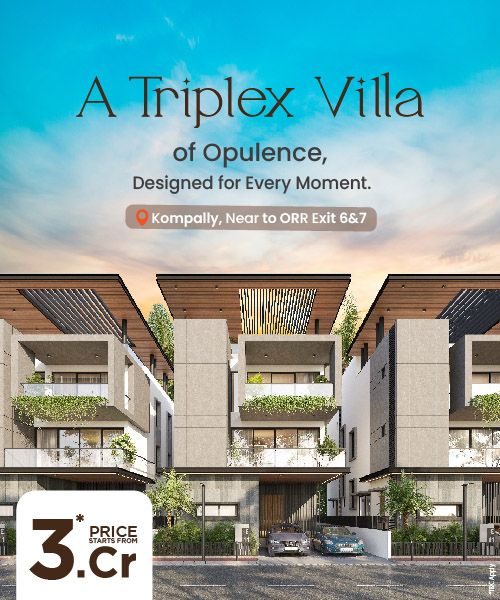 A Triplex Villa
of Opulence,
Designed for Every Moment.
Kompally, Near to ORR Exit 6&7
3.Cr*
PRICE
STARTS FROM
*T&C Apply